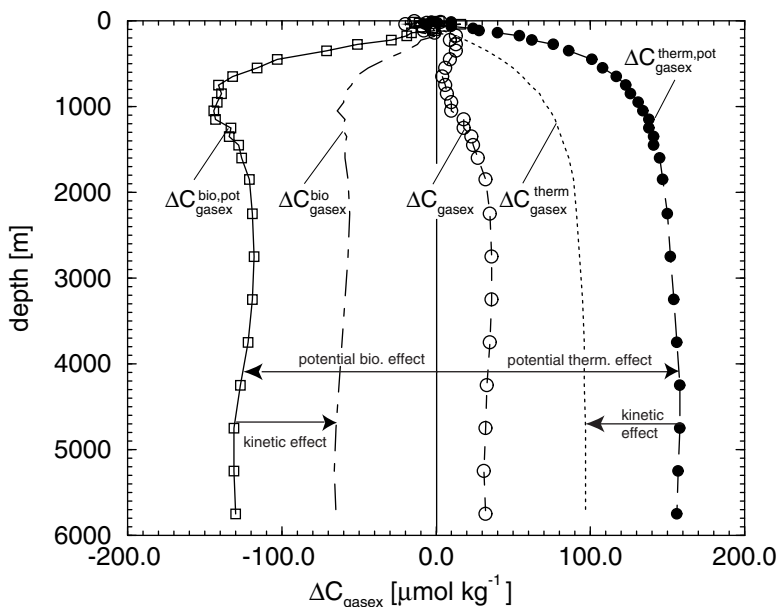 0
1000
2000
3000
4000
5000
6000
depth [m]
ΔC^therm,pot_gasex
ΔC^bio,pot_gasex
ΔC^bio_gasex
ΔC_gasex
ΔC^therm_gasex
potential bio. effect
potential therm. effect
kinetic effect
kinetic
effect
-200.0
-100.0
0.0
100.0
200.0
ΔC_gasex [μmol kg⁻¹]